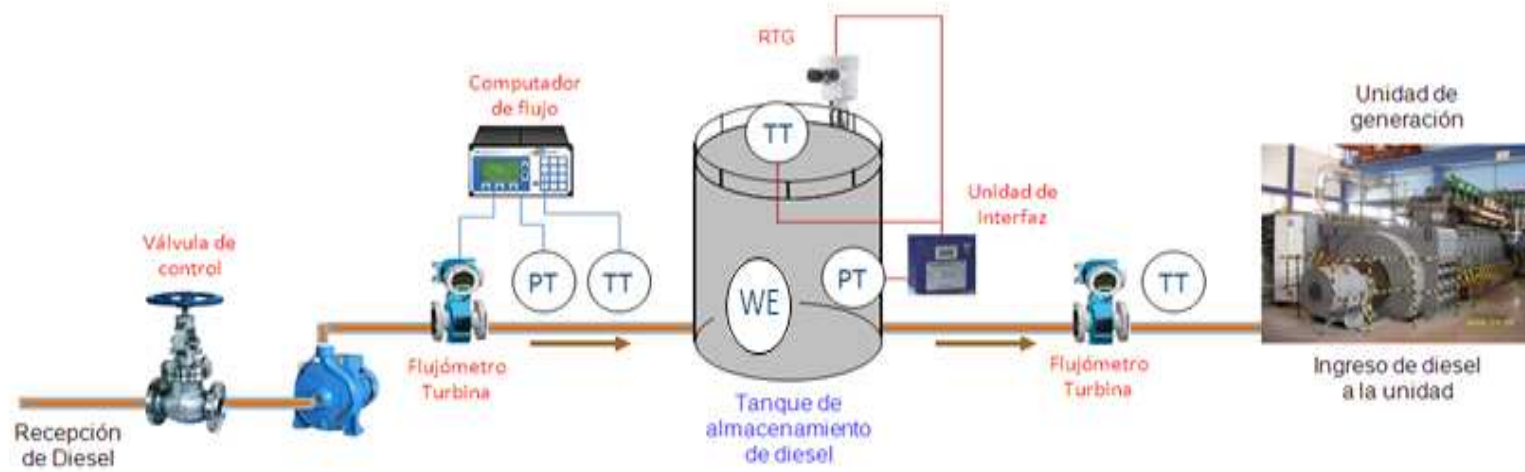 Recepción
de Diesel
Válvula de
control
Computador
de flujo
Flujómetro
Turbina
PT
TT
RTG
TT
WE
PT
Tanque de
almacenamiento
de diesel
Unidad de
Interfaz
Flujómetro
Turbina
TT
Unidad de
generación
Ingreso de diesel
a la unidad